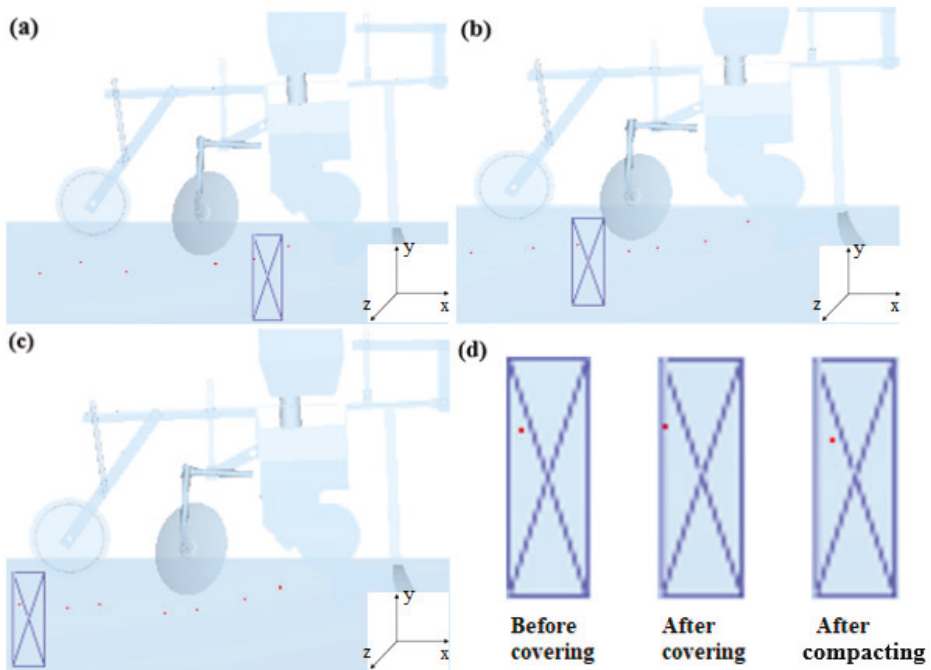 (a)
y
z
x
(b)
y
z
x
(c)
y
z
x
(d)
Before
covering
After
covering
After
compacting